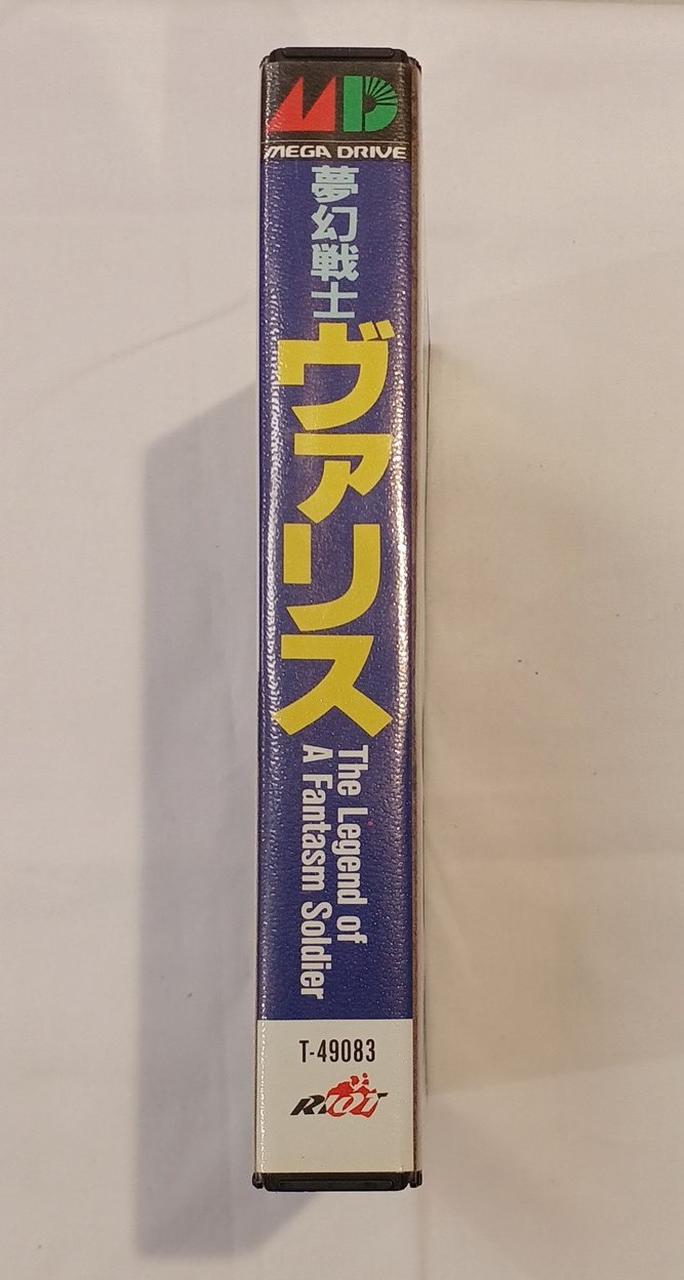 MD
MEGA DRIVE
夢幻戦士
ヴァリス
The Legend of
A Fantasm Soldier
T-49083
RIOT